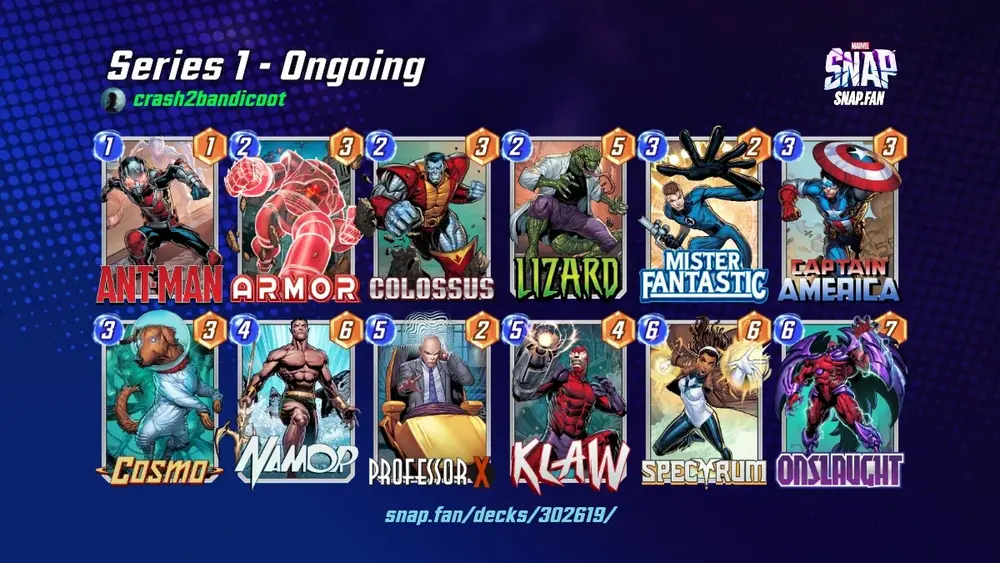 Series 1 - Ongoing
crash2bandicoot
MARVEL
SNAP
SNAP.FAN
1 1 2 3 2 3 2 5 3 2 3 3
ANT-MAN ARMOR COLOSSUS LIZARD MISTER FANTASTIC CAPTAIN AMERICA
3 3 4 6 5 2 5 4 6 6 6 7
COSMO NAMOR PROFESSOR X KLAW SPECTRUM ONSLAUGHT
snap.fan/decks/302619/